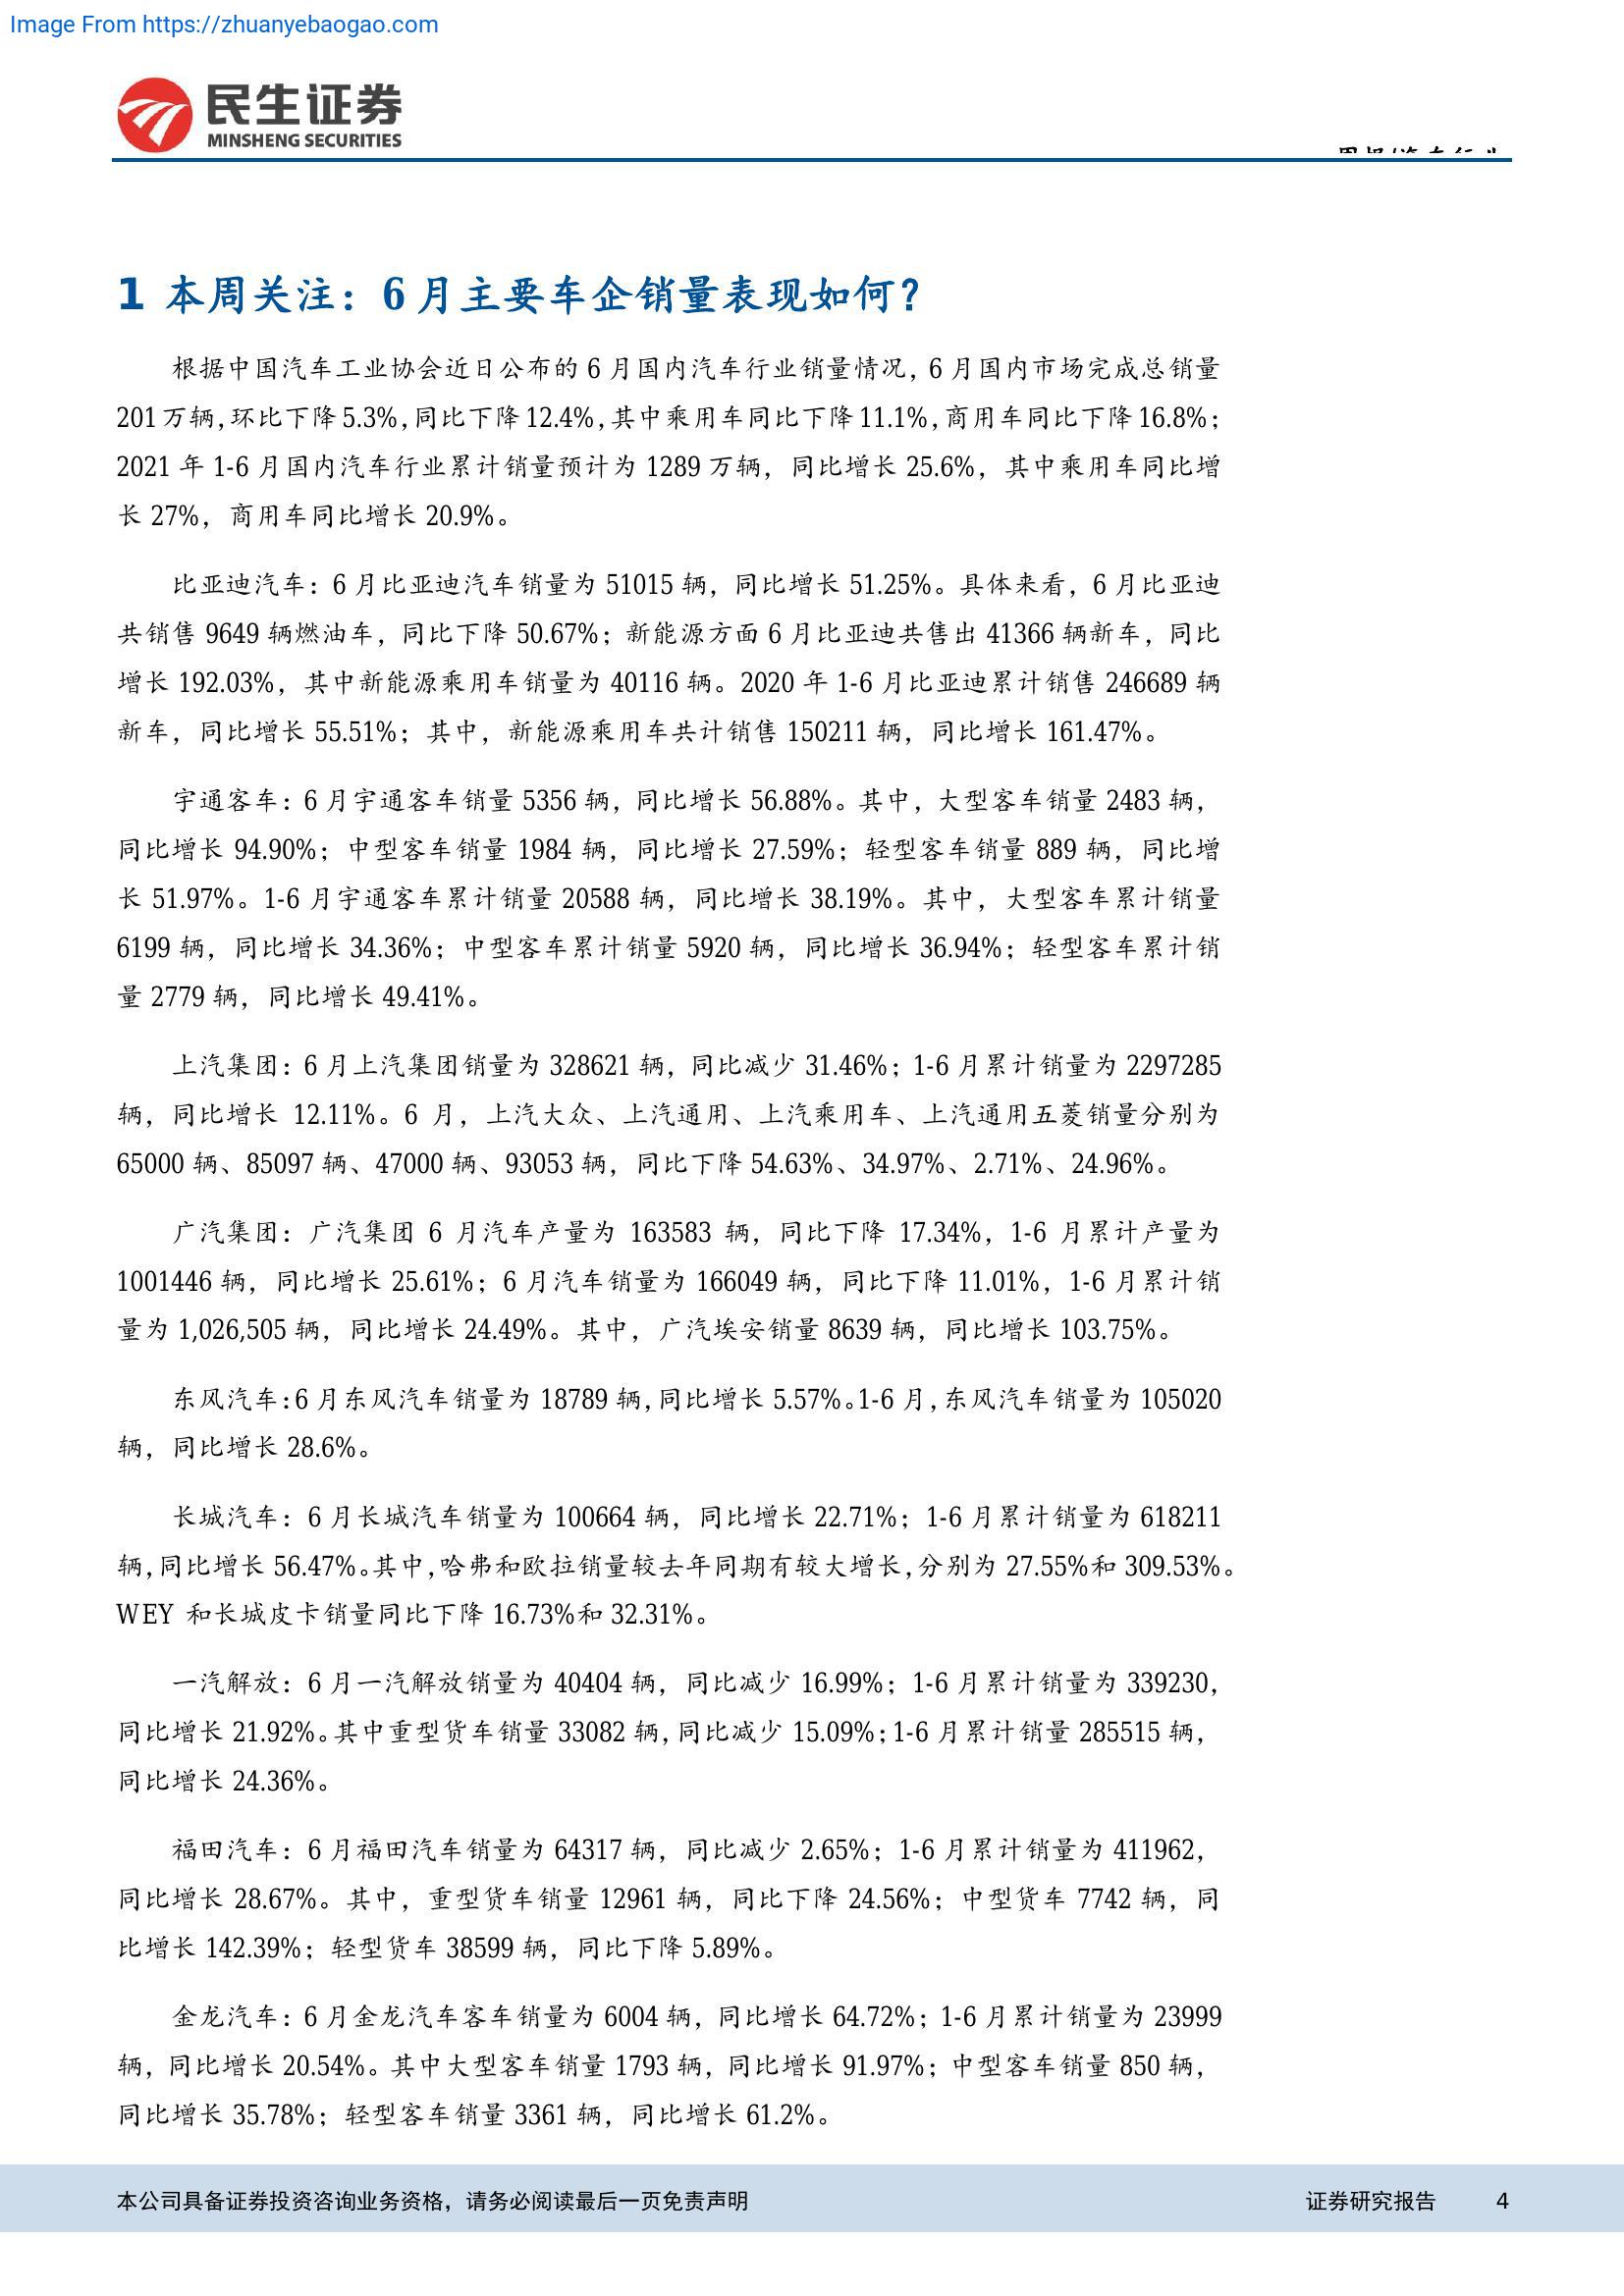 Image From https://zhuanyebaogao.com
民生证券
MINSHENG SECURITIES
1 本周关注：6 月主要车企销量表现如何？
根据中国汽车工业协会近日公布的 6 月国内汽车行业销量情况，6 月国内市场完成总销量
201 万辆，环比下降 5.3%，同比下降 12.4%，其中乘用车同比下降 11.1%，商用车同比下降 16.8%；
2021 年 1-6 月国内汽车行业累计销量预计为 1289 万辆，同比增长 25.6%，其中乘用车同比增
长 27%，商用车同比增长 20.9%。
比亚迪汽车：6 月比亚迪汽车销量为 51015 辆，同比增长 51.25%。具体来看，6 月比亚迪
共销售 9649 辆燃油车，同比下降 50.67%；新能源方面 6 月比亚迪共售出 41366 辆新车，同比
增长 192.03%，其中新能源乘用车销量为 40116 辆。2020 年 1-6 月比亚迪累计销售 246689 辆
新车，同比增长 55.51%；其中，新能源乘用车共计销售 150211 辆，同比增长 161.47%。
宇通客车：6 月宇通客车销量 5356 辆，同比增长 56.88%。其中，大型客车销量 2483 辆，
同比增长 94.90%；中型客车销量 1984 辆，同比增长 27.59%；轻型客车销量 889 辆，同比增
长 51.97%。1-6 月宇通客车累计销量 20588 辆，同比增长 38.19%。其中，大型客车累计销量
6199 辆，同比增长 34.36%；中型客车累计销量 5920 辆，同比增长 36.94%；轻型客车累计销
量 2779 辆，同比增长 49.41%。
上汽集团：6 月上汽集团销量为 328621 辆，同比减少 31.46%；1-6 月累计销量为 2297285
辆，同比增长 12.11%。6 月，上汽大众、上汽通用、上汽乘用车、上汽通用五菱销量分别为
65000 辆、85097 辆、47000 辆、93053 辆，同比下降 54.63%、34.97%、2.71%、24.96%。
广汽集团：广汽集团 6 月汽车产量为 163583 辆，同比下降 17.34%，1-6 月累计产量为
1001446 辆，同比增长 25.61%；6 月汽车销量为 166049 辆，同比下降 11.01%，1-6 月累计销
量为 1,026,505 辆，同比增长 24.49%。其中，广汽埃安销量 8639 辆，同比增长 103.75%。
东风汽车：6 月东风汽车销量为 18789 辆，同比增长 5.57%。1-6 月，东风汽车销量为 105020
辆，同比增长 28.6%。
长城汽车：6 月长城汽车销量为 100664 辆，同比增长 22.71%；1-6 月累计销量为 618211
辆，同比增长 56.47%。其中，哈弗和欧拉销量较去年同期有较大增长，分别为 27.55%和 309.53%。
WEY 和长城皮卡销量同比下降 16.73%和 32.31%。
一汽解放：6 月一汽解放销量为 40404 辆，同比减少 16.99%；1-6 月累计销量为 339230，
同比增长 21.92%。其中重型货车销量 33082 辆，同比减少 15.09%；1-6 月累计销量 285515 辆，
同比增长 24.36%。
福田汽车：6 月福田汽车销量为 64317 辆，同比减少 2.65%；1-6 月累计销量为 411962，
同比增长 28.67%。其中，重型货车销量 12961 辆，同比下降 24.56%；中型货车 7742 辆，同
比增长 142.39%；轻型货车 38599 辆，同比下降 5.89%。
金龙汽车：6 月金龙汽车客车销量为 6004 辆，同比增长 64.72%；1-6 月累计销量为 23999
辆，同比增长 20.54%。其中大型客车销量 1793 辆，同比增长 91.97%；中型客车销量 850 辆，
同比增长 35.78%；轻型客车销量 3361 辆，同比增长 61.2%。
本公司具备证券投资咨询业务资格，请务必阅读最后一页免责声明
证券研究报告 4